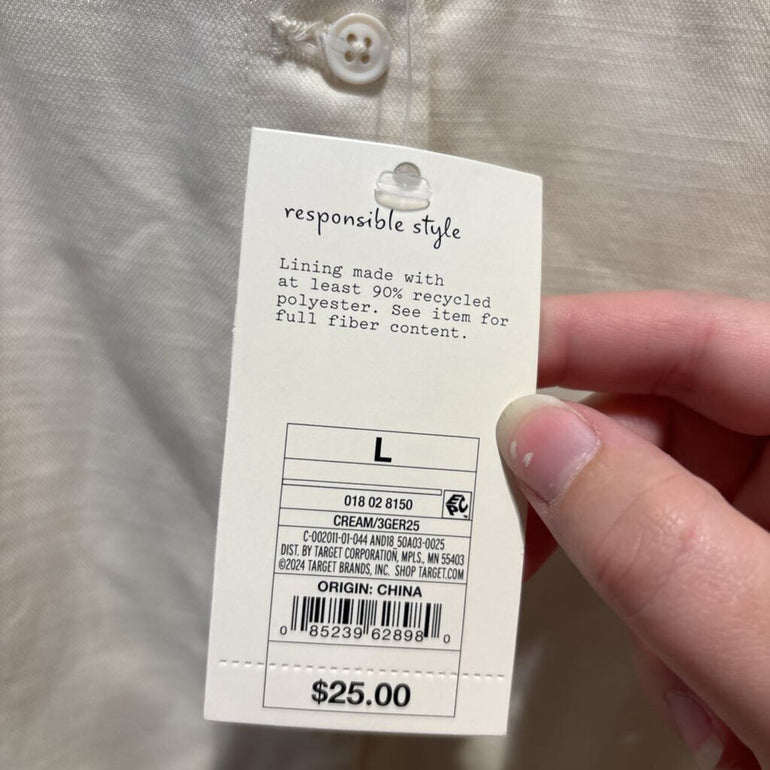 responsible style
Lining made with
at least 90% recycled
polyester. See item for
full fiber content.
L
018 02 8150
CREAM/3GER25
C-002011-01-044 AND18_50A03-0025
DIST. BY TARGET CORPORATION, MPLS., MN 55403
©2024 TARGET BRANDS, INC. SHOP TARGET.COM
ORIGIN: CHINA
0 85239 62898 0
$25.00